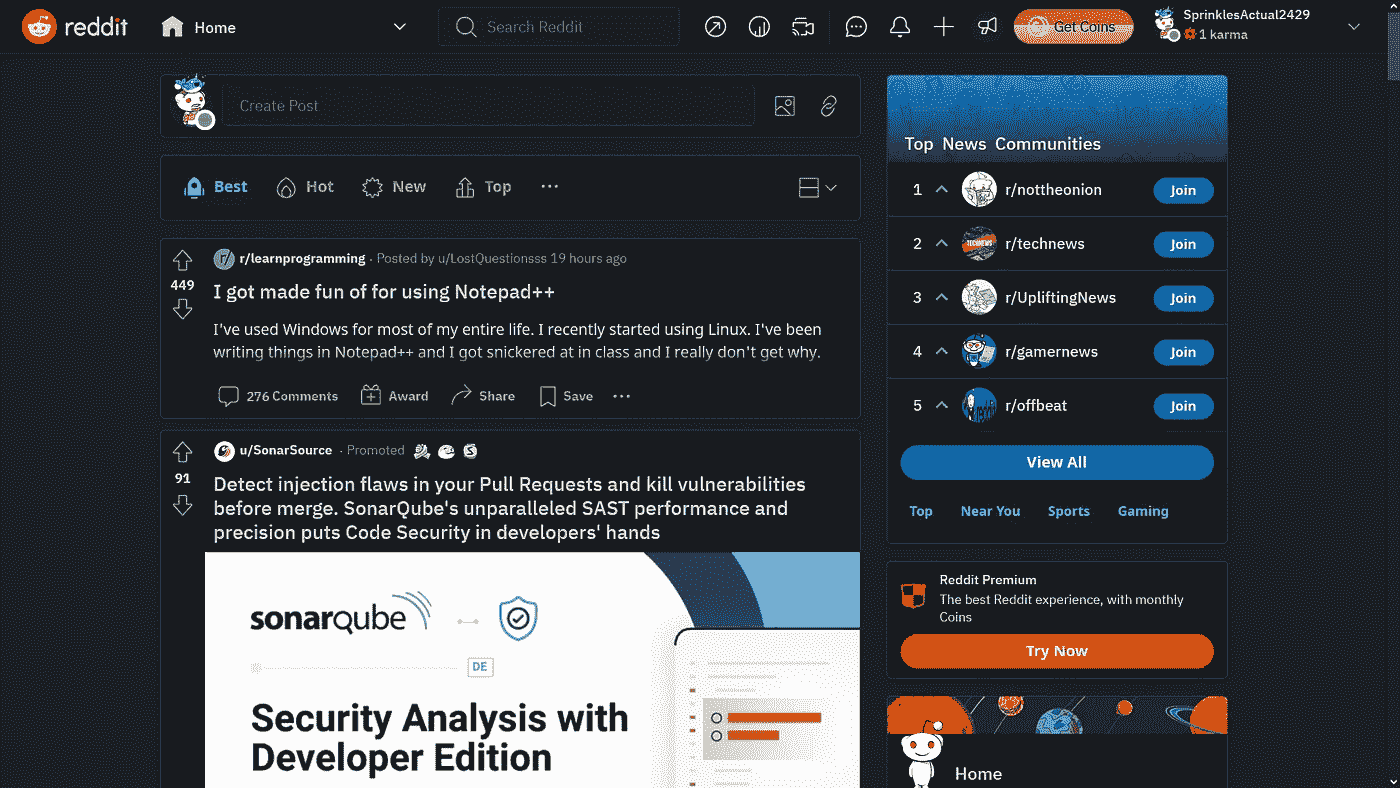 reddit
Home
Search Reddit
Get Coins
SprinklesActual2429
1 karma
Create Post
Best
Hot
New
Top
r/learnprogramming · Posted by u/LostQuestionsss 19 hours ago
449
I got made fun of for using Notepad++
I've used Windows for most of my entire life. I recently started using Linux. I've been
writing things in Notepad++ and I got snickered at in class and I really don't get why.
276 Comments
Award
Share
Save
u/SonarSource · Promoted
91
Detect injection flaws in your Pull Requests and kill vulnerabilities
before merge. SonarQube's unparalleled SAST performance and
precision puts Code Security in developers' hands
sonarqube
DE
Security Analysis with
Developer Edition
Top News Communities
1 r/nottheonion Join
2 TECHNEWS r/technews Join
3 r/UpliftingNews Join
4 r/gamernews Join
5 r/offbeat Join
View All
Top
Near You
Sports
Gaming
Reddit Premium
The best Reddit experience, with monthly
Coins
Try Now
Home